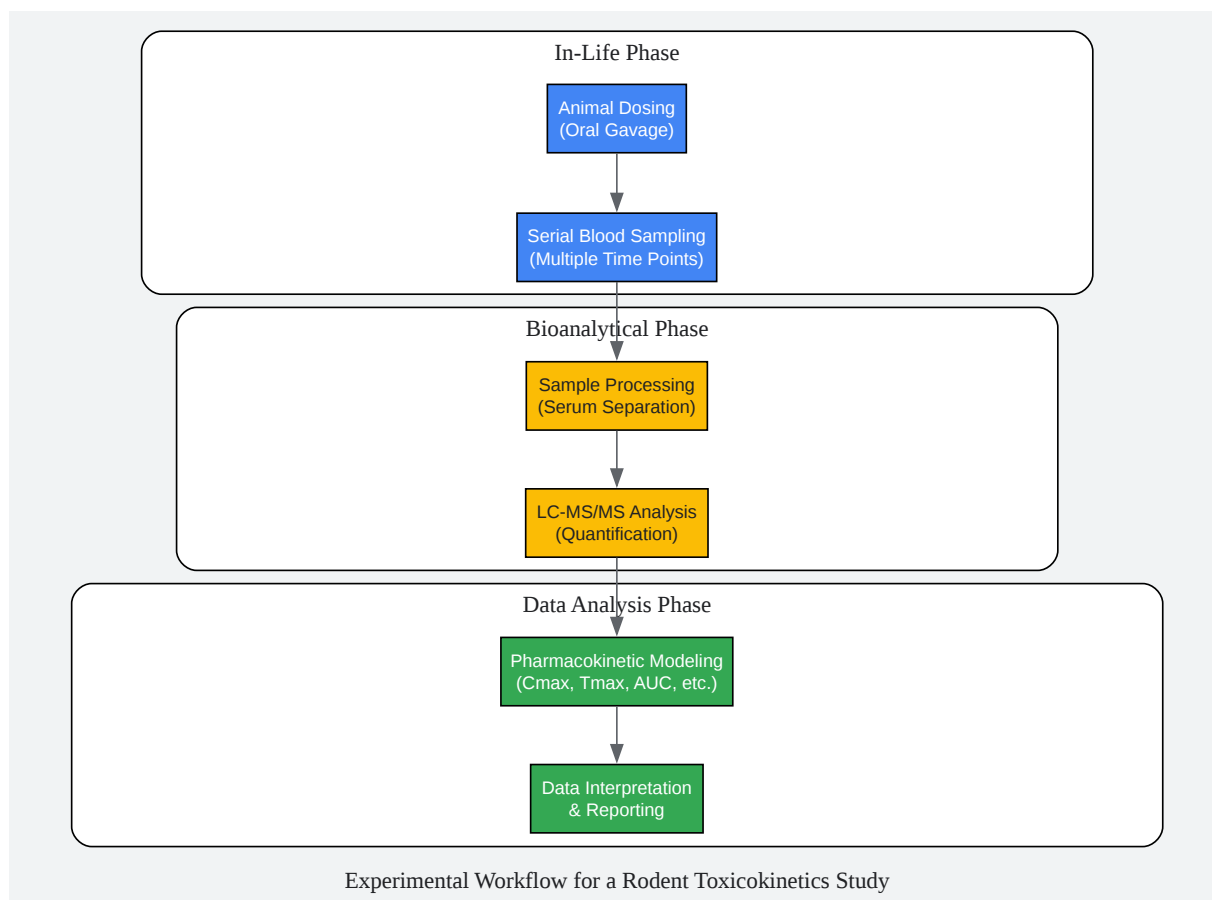 In-Life Phase
Animal Dosing
(Oral Gavage)
Serial Blood Sampling
(Multiple Time Points)
Bioanalytical Phase
Sample Processing
(Serum Separation)
LC-MS/MS Analysis
(Quantification)
Data Analysis Phase
Pharmacokinetic Modeling
(Cmax, Tmax, AUC, etc.)
Data Interpretation
& Reporting
Experimental Workflow for a Rodent Toxicokinetics Study